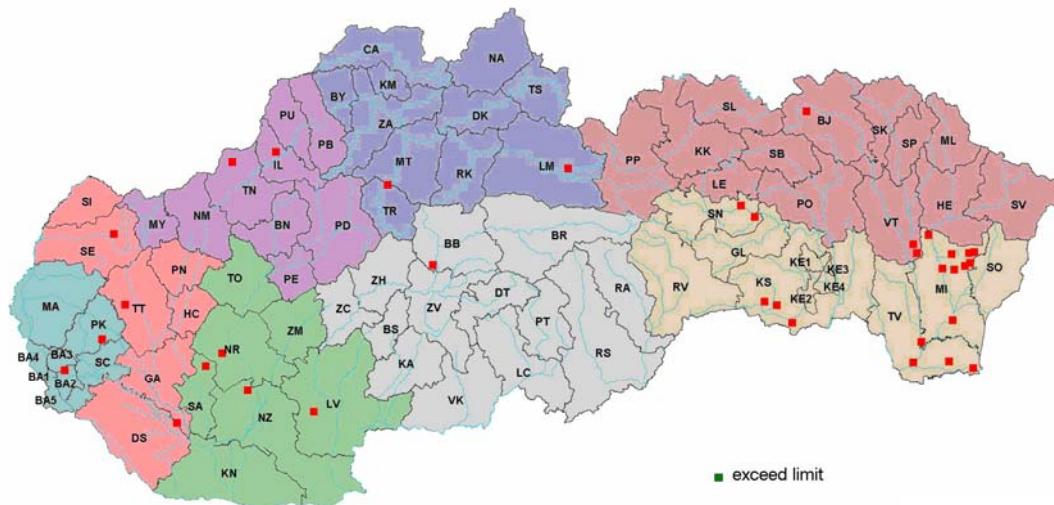 CA
NA
BY
KM
TS
PU
ZA
DK
SL
BJ
SK
PB
IL
MT
RK
LM
PP
KK
SB
SP
ML
TN
TR
LE
PO
SI
MY
NM
BN
PD
SN
VT
HE
SV
SE
BB
BR
GL
PN
TO
PE
ZH
KE1
KE3
SO
MA
PK
TT
HC
ZM
ZC
ZV
DT
RA
RV
KS
KE2
KE4
MI
TV
BA4
BA3
SC
NR
BS
PT
RS
BA1
BA2
GA
KA
LC
BA5
SA
NZ
LV
VK
DS
KN
exceed limit